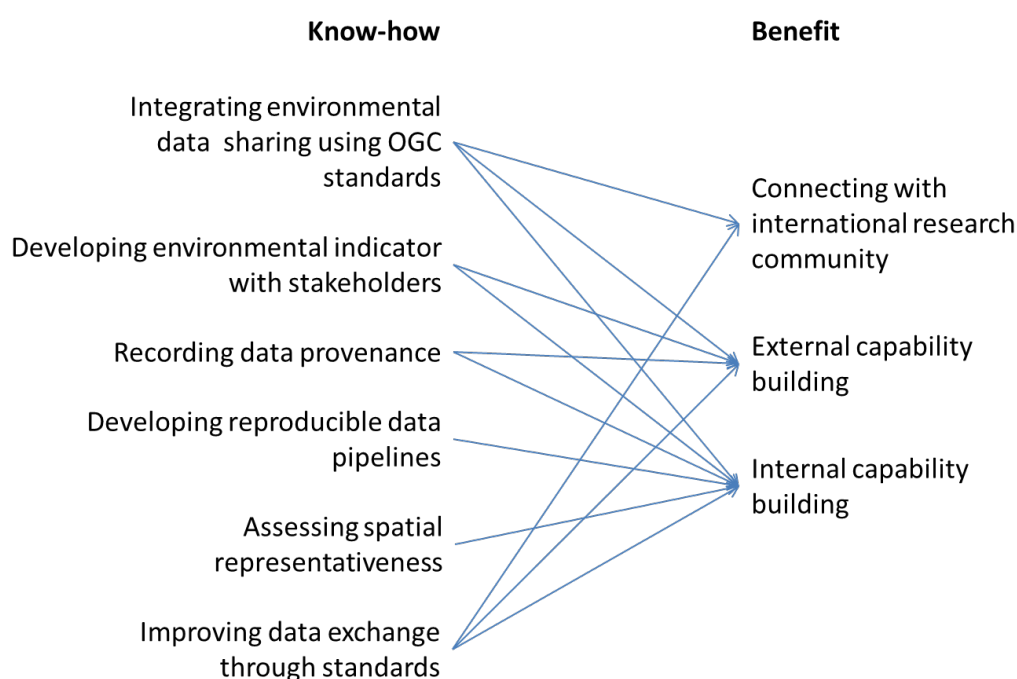 Know-how
Integrating environmental
data sharing using OGC
standards
Developing environmental indicator
with stakeholders
Recording data provenance
Developing reproducible data
pipelines
Assessing spatial
representativeness
Improving data exchange
through standards
Benefit
Connecting with
international research
community
External capability
building
Internal capability
building